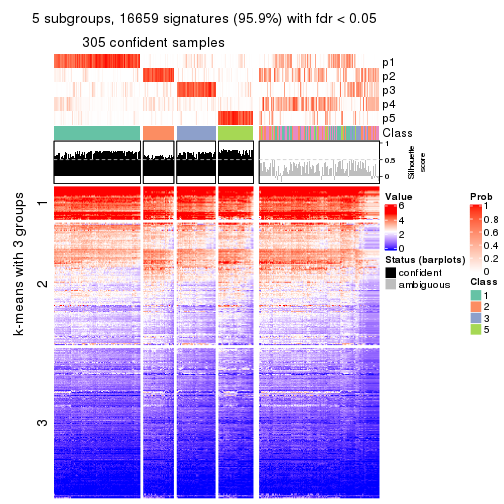 5 subgroups, 16659 signatures (95.9%) with fdr < 0.05
305 confident samples
p1
p2
p3
p4
p5
Class
1
0.5
0
Silhouette
score
k-means with 3 groups
1
2
3
Value
6
4
2
0
Status (barplots)
confident
ambiguous
Prob
1
0.8
0.6
0.4
0.2
0
Class
1
2
3
5